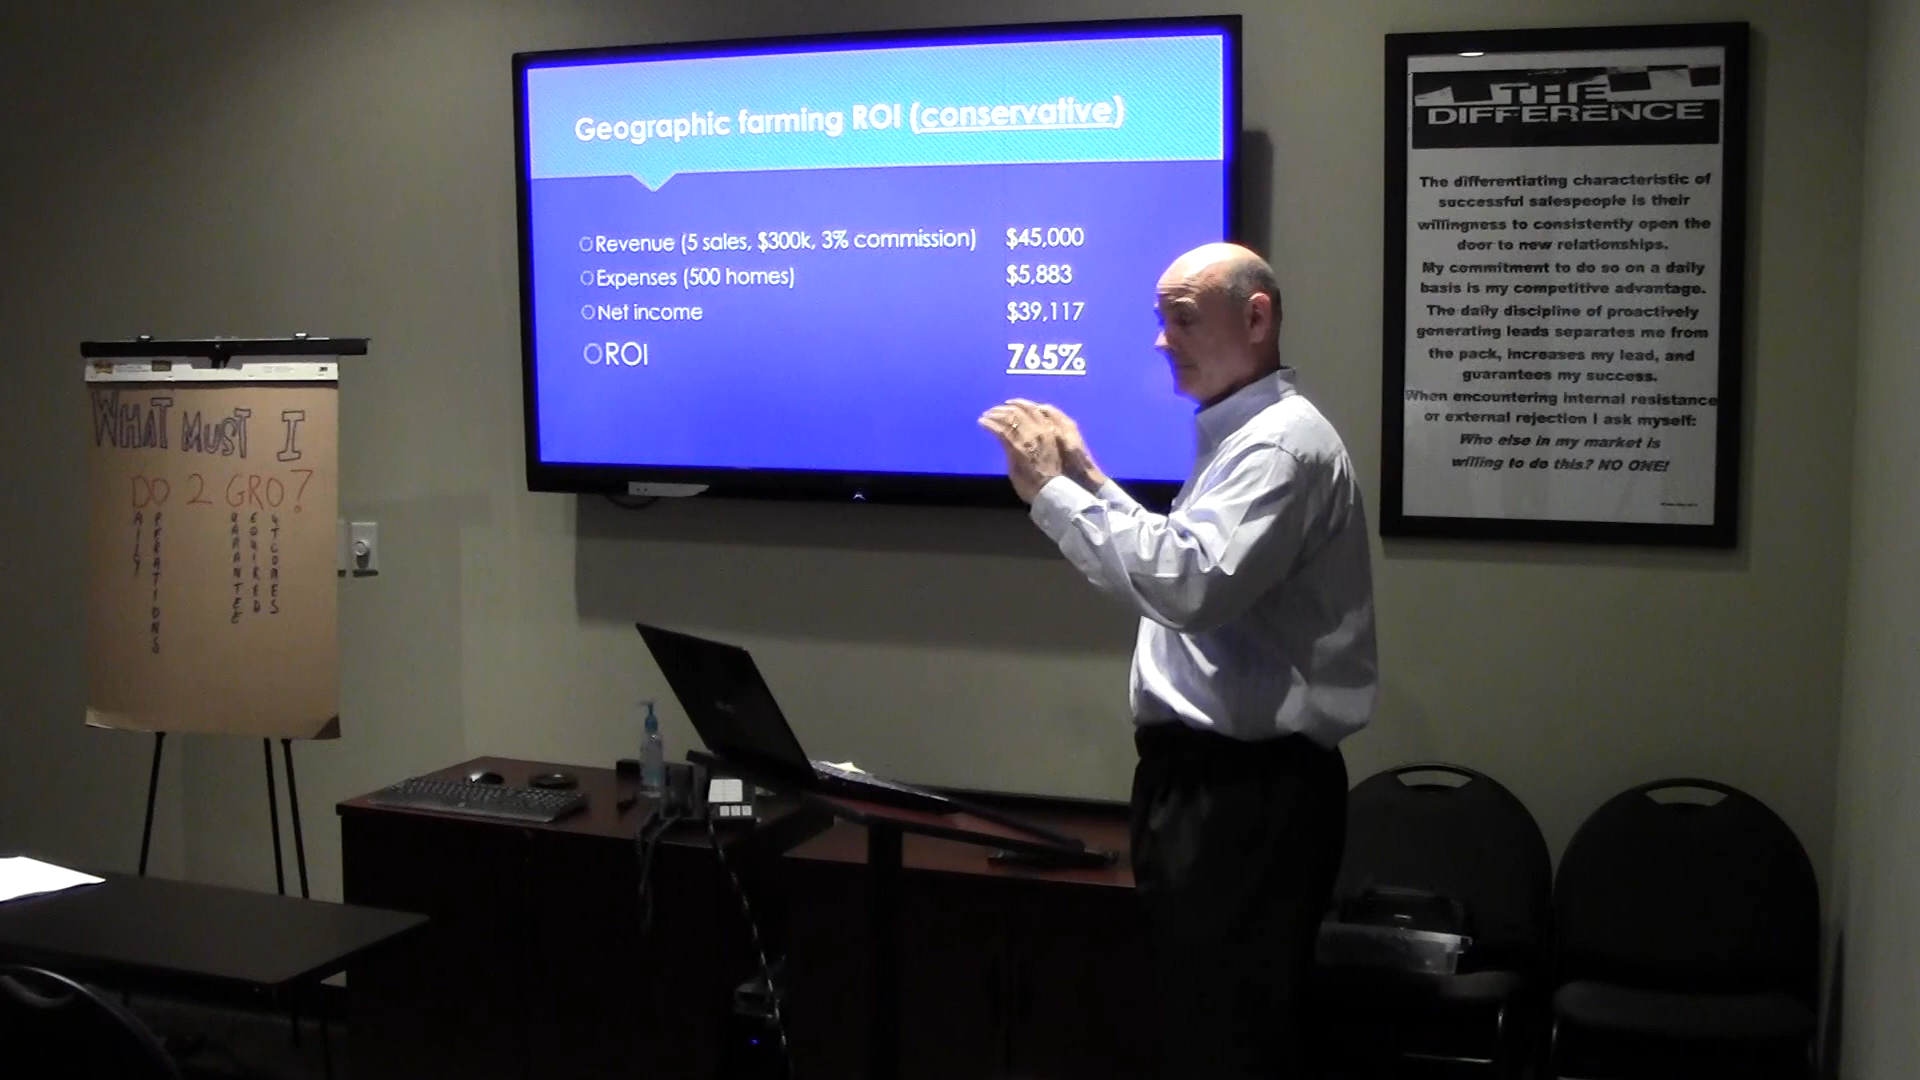 Geographic farming ROI (conservative)
Revenue (5 sales, $300k, 3% commission) $45,000
Expenses (500 homes) $5,883
Net income $39,117
ROI 765%
THE
DIFFERENCE
The differentiating characteristic of
successful salespeople is their
willingness to consistently open the
door to new relationships.
My commitment to do so on a daily
basis is my competitive advantage.
The daily discipline of proactively
generating leads separates me from
the pack, increases my lead, and
guarantees my success.
When encountering internal resistance
or external rejection I ask myself:
Who else in my market is
willing to do this? NO ONE!
WHAT MUST I
DO 2 GRO?
AILY
PERATIONS
UARANTEE
EQUIRED
UTCOMES